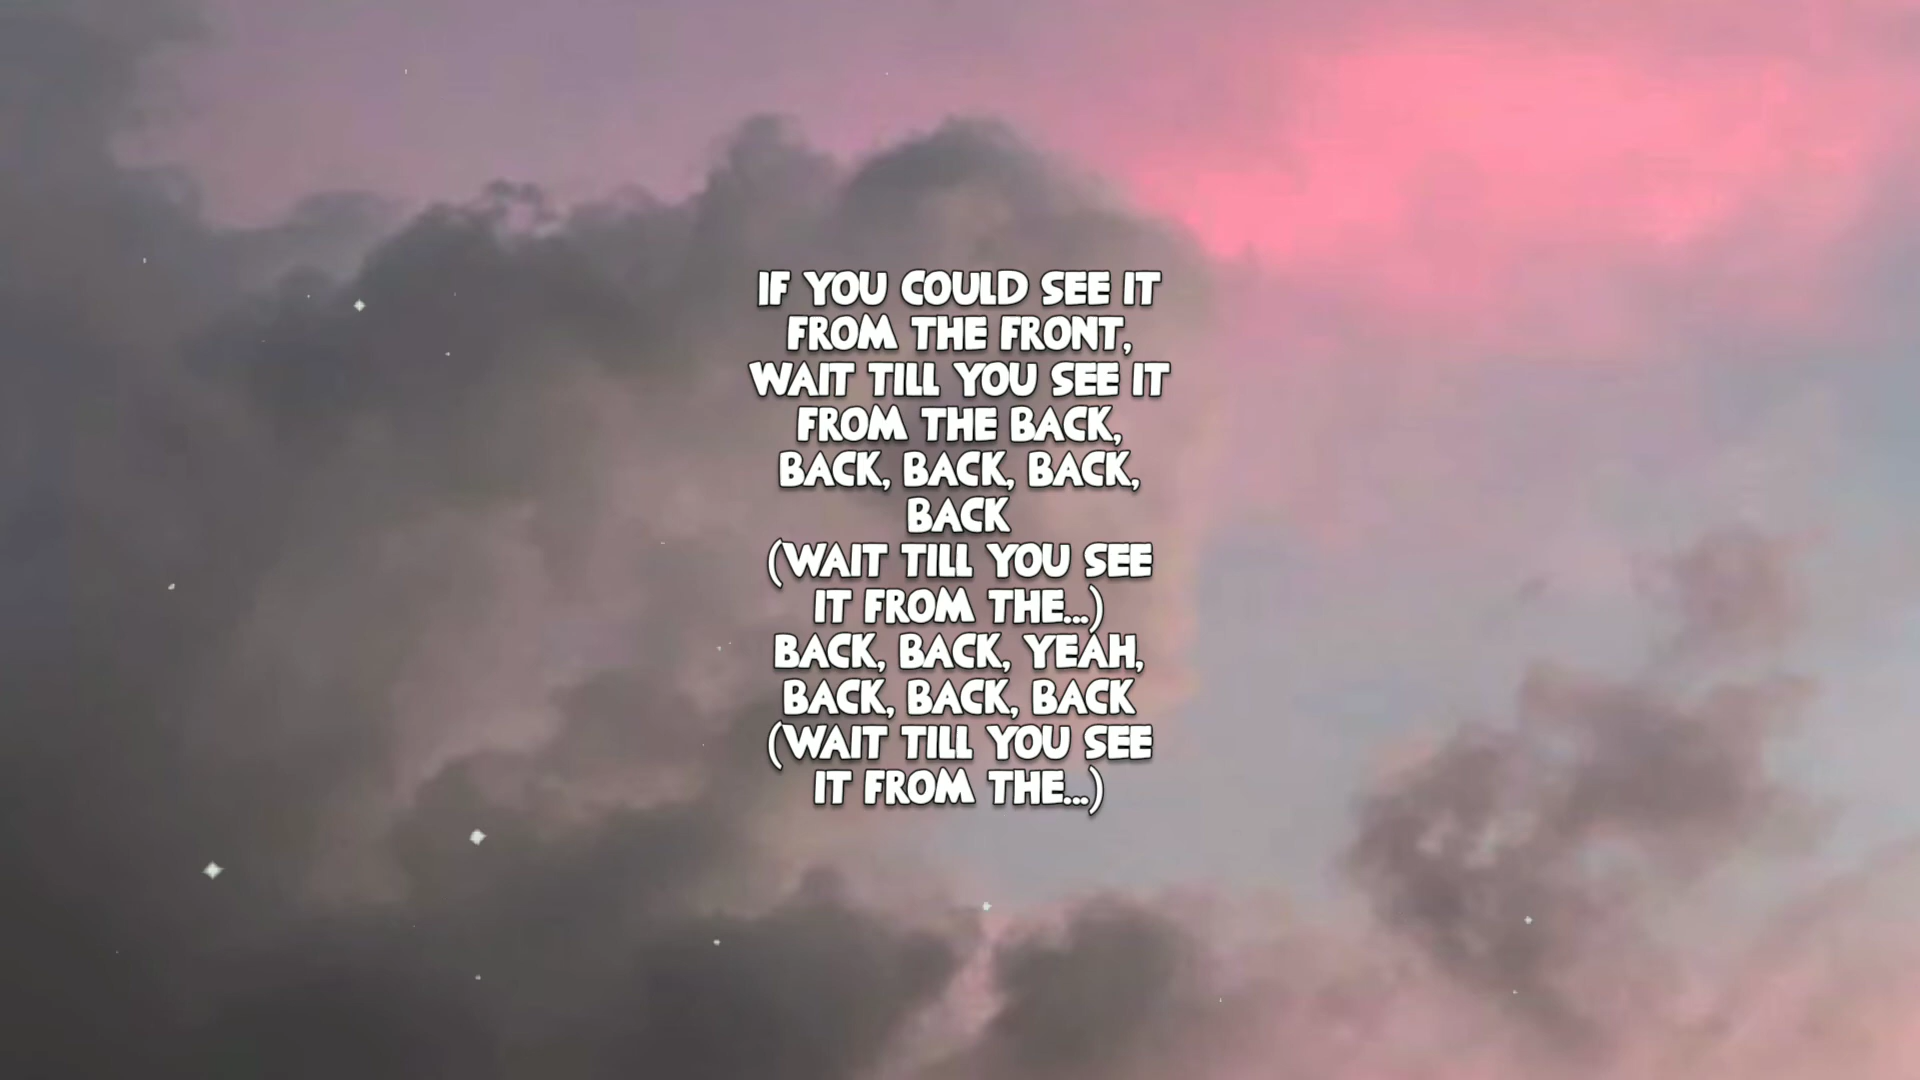 IF YOU COULD SEE IT
FROM THE FRONT,
WAIT TILL YOU SEE IT
FROM THE BACK,
BACK, BACK, BACK,
BACK
(WAIT TILL YOU SEE
IT FROM THE...)
BACK, BACK, YEAH,
BACK, BACK, BACK
(WAIT TILL YOU SEE
IT FROM THE...)